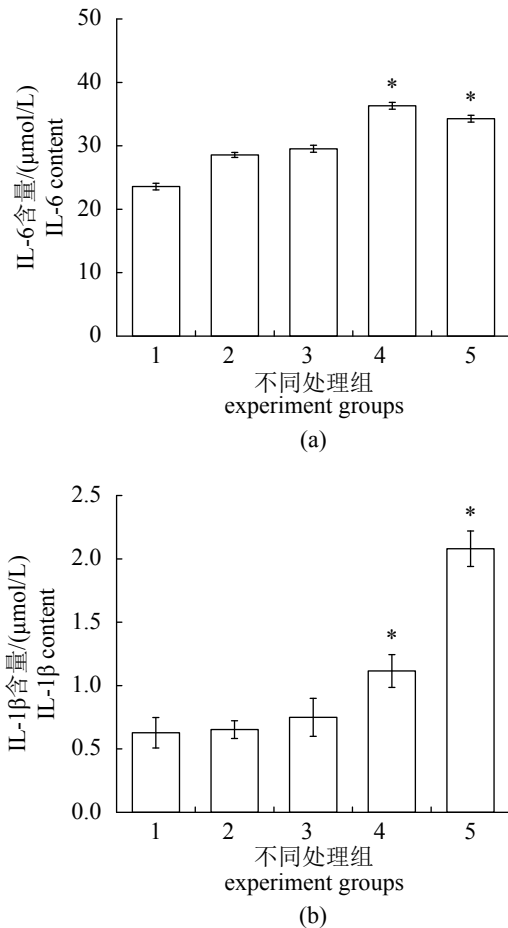 50
40
30
20
10
0
IL-6含量/(μmol/L)
IL-6 content
*
*
1 2 3 4 5
不同处理组
experiment groups
(a)
2.5
2.0
1.5
1.0
0.5
0.0
IL-1β含量/(μmol/L)
IL-1β content
*
*
1 2 3 4 5
不同处理组
experiment groups
(b)